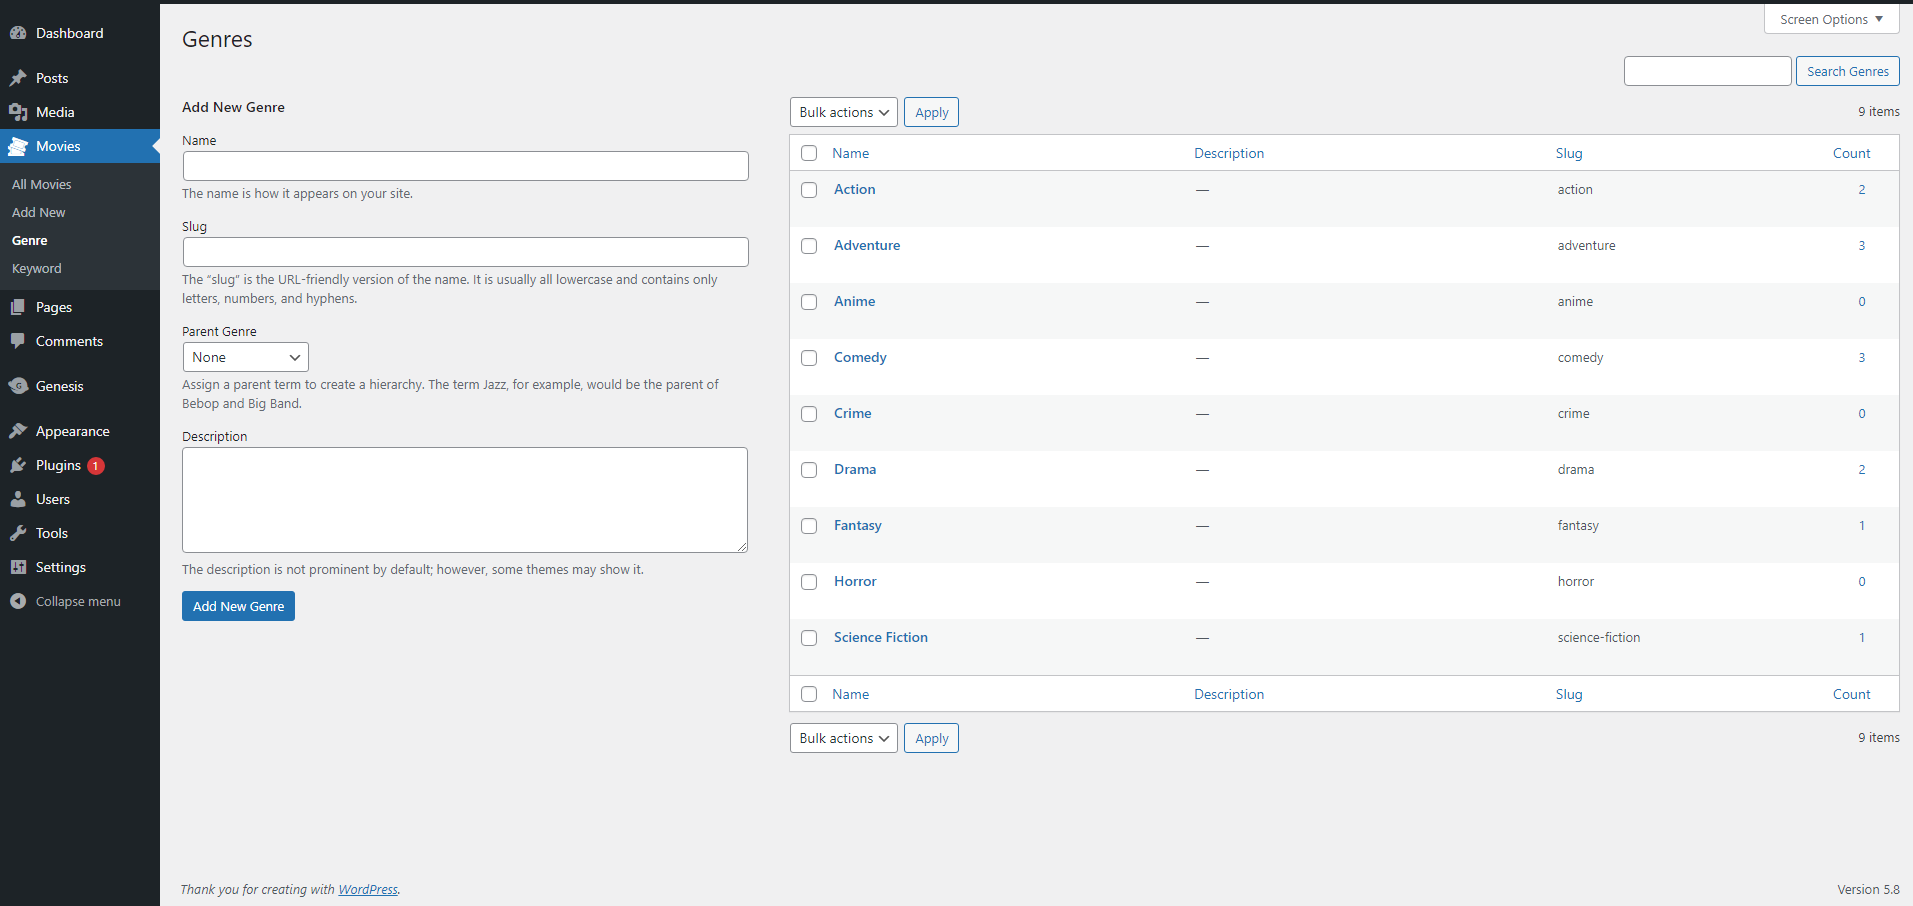 Dashboard
Posts
Media
Movies
All Movies
Add New
Genre
Keyword
Pages
Comments
Genesis
Appearance
Plugins 1
Users
Tools
Settings
Collapse menu
Screen Options
Genres
Search Genres
Add New Genre
Name
The name is how it appears on your site.
Slug
The “slug” is the URL-friendly version of the name. It is usually all lowercase and contains only
letters, numbers, and hyphens.
Parent Genre
None
Assign a parent term to create a hierarchy. The term Jazz, for example, would be the parent of
Bebop and Big Band.
Description
The description is not prominent by default; however, some themes may show it.
Add New Genre
Bulk actions Apply 9 items
Name Description Slug Count
Action — action 2
Adventure — adventure 3
Anime — anime 0
Comedy — comedy 3
Crime — crime 0
Drama — drama 2
Fantasy — fantasy 1
Horror — horror 0
Science Fiction — science-fiction 1
Name Description Slug Count
Bulk actions Apply 9 items
Thank you for creating with WordPress. Version 5.8